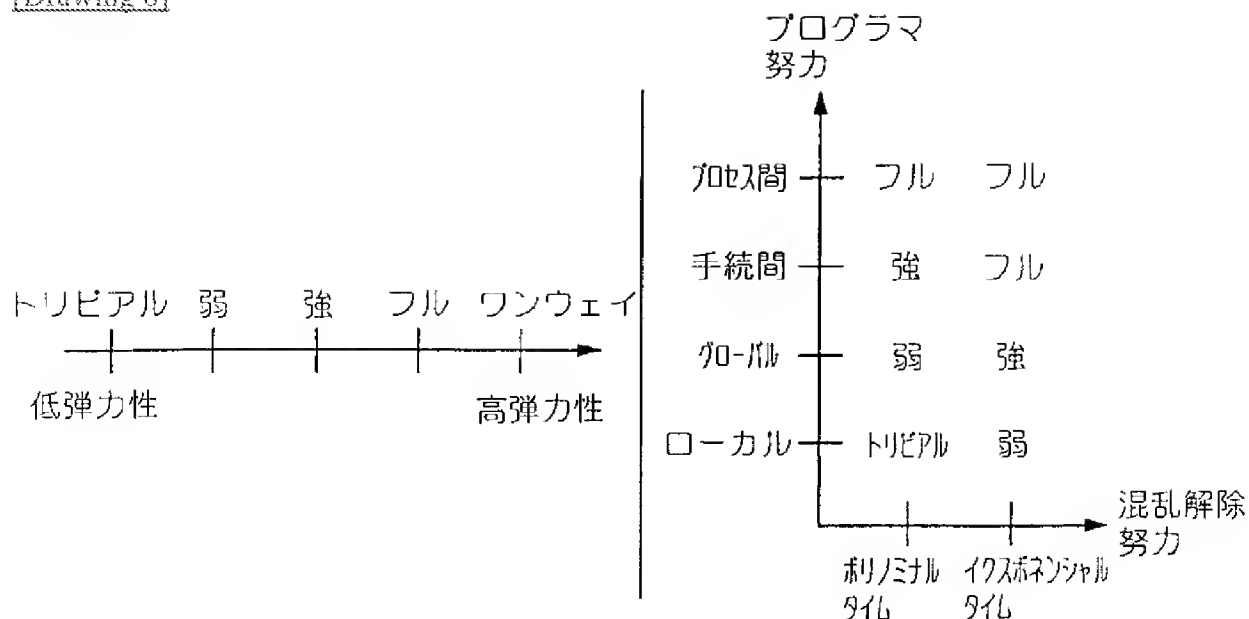 [Drawing 6]
トリビアル 弱 強 フル ワンウェイ
低弾力性 高弾力性
プログラマ
努力
プロセス間 フル フル
手続間 強 フル
グローバル 弱 強
ローカル トリビアル 弱
混乱解除
努力
ポリノミナル イクスポネンシャル
タイム タイム